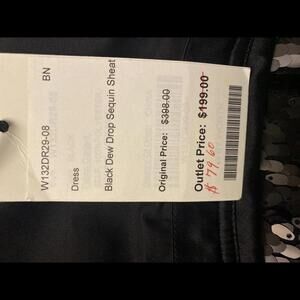 W132DR29-08 BN
Dress
Black Dew Drop Sequin Sheat
Original Price: $398.00
Outlet Price: $199.00
$79.60